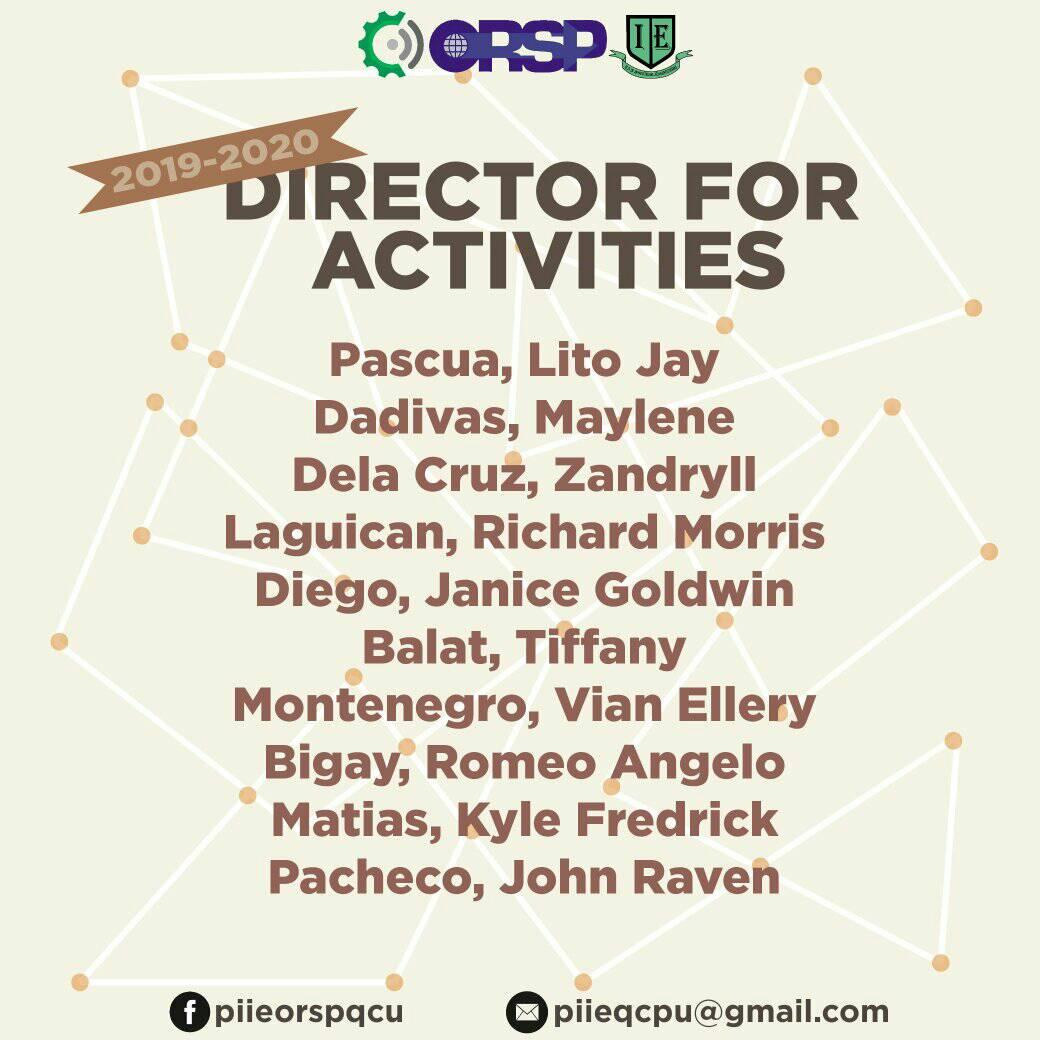 ORSP
I E
2019-2020
DIRECTOR FOR
ACTIVITIES
Pascua, Lito Jay
Dadivas, Maylene
Dela Cruz, Zandryll
Laguican, Richard Morris
Diego, Janice Goldwin
Balat, Tiffany
Montenegro, Vian Ellery
Bigay, Romeo Angelo
Matias, Kyle Fredrick
Pacheco, John Raven
piieorspqcu
piieqcpu@gmail.com